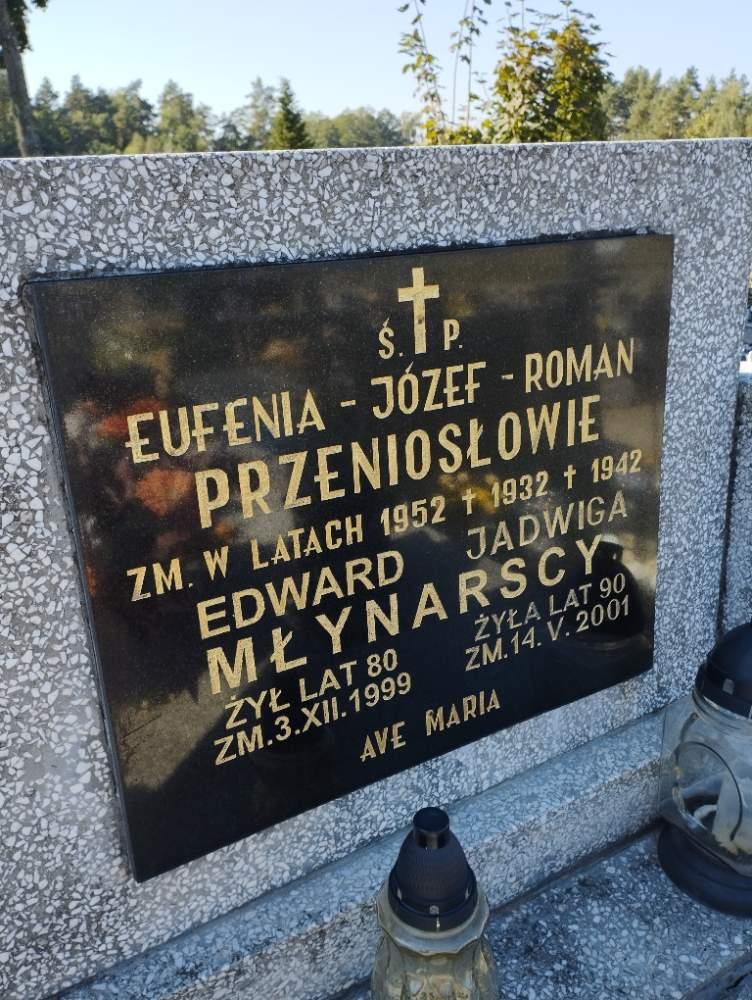 Ś. P.
EUFENIA - JÓZEF - ROMAN
PRZENIOSŁOWIE
ZM. W LATACH 1952 † 1932 † 1942
EDWARD JADWIGA
MŁYNARSCY
ŻYŁ LAT 80 ŻYŁA LAT 90
ZM. 3. XII. 1999 ZM. 14. V. 2001
AVE MARIA